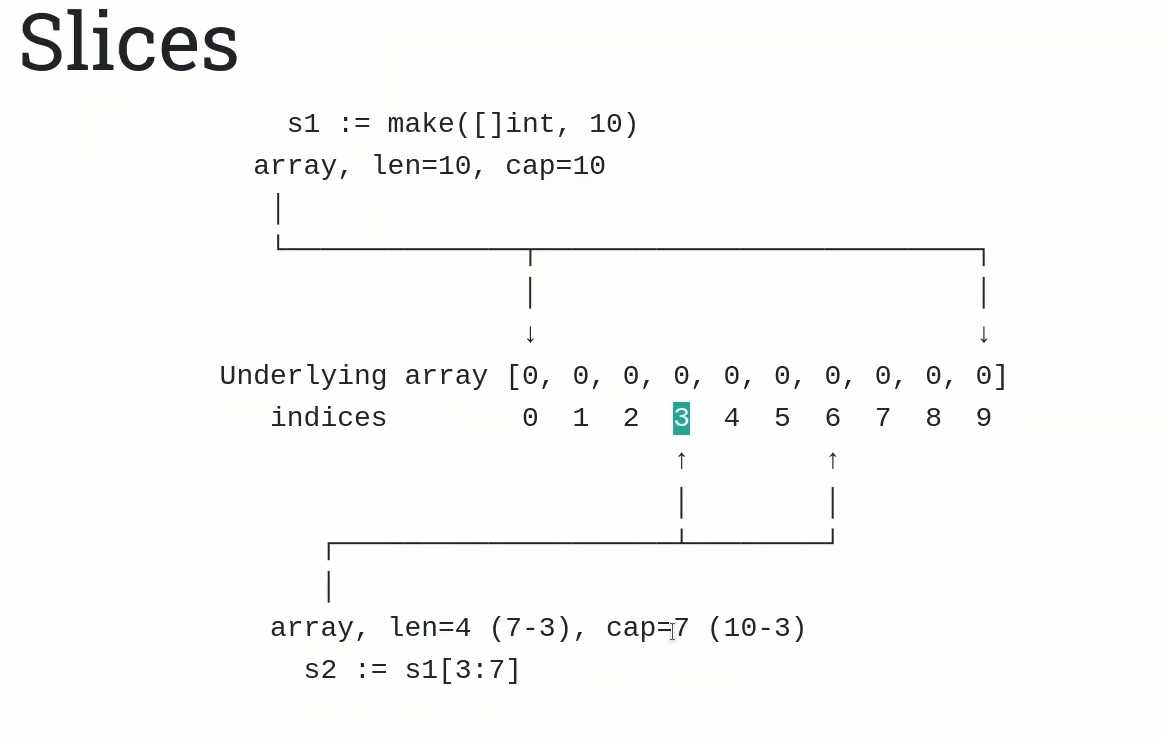 Slices
s1 := make([]int, 10)
array, len=10, cap=10
Underlying array [0, 0, 0, 0, 0, 0, 0, 0, 0, 0]
indices 0 1 2 3 4 5 6 7 8 9
array, len=4 (7-3), cap=7 (10-3)
s2 := s1[3:7]